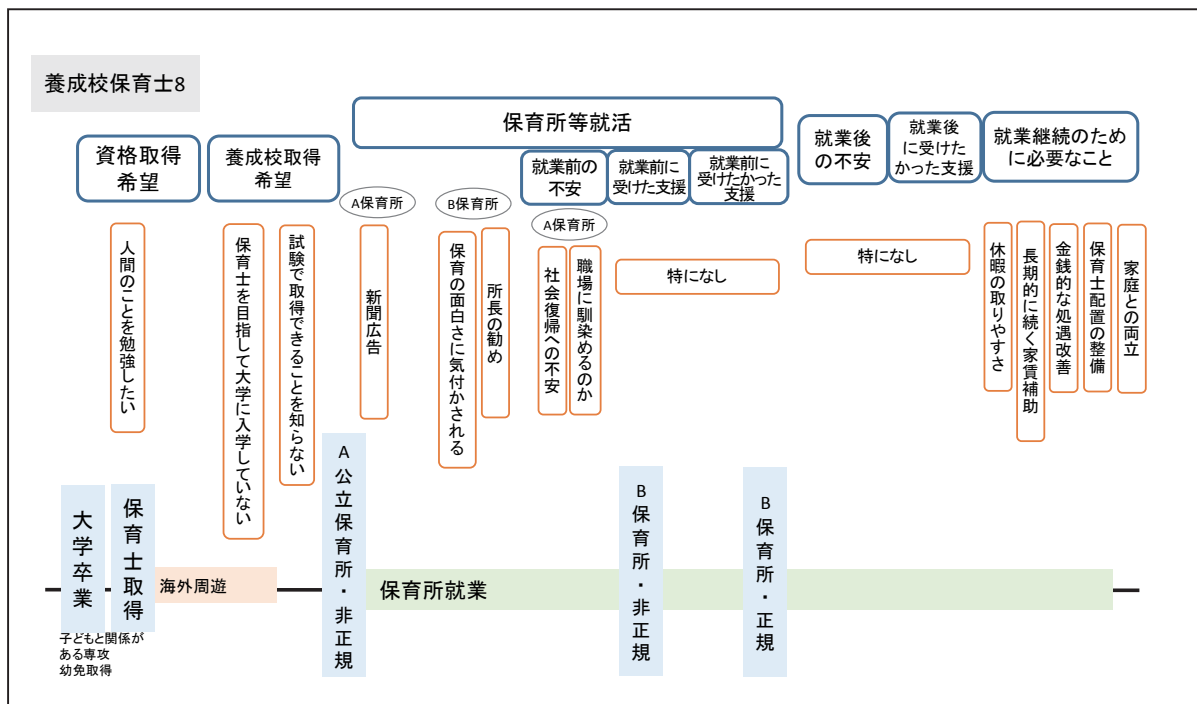 養成校保育士8
資格取得
希望
養成校取得
希望
保育所等就活
就業前の
不安
就業前に
受けた支援
就業前に
受けたかった
支援
就業後
の不安
就業後
に受けた
かった支援
就業継続のため
に必要なこと
A保育所
B保育所
A保育所
人間のことを勉強したい
保育士を目指して大学に入学していない
試験で取得できることを知らない
新聞広告
保育の面白さに気付かされる
所長の勧め
社会復帰への不安
職場に馴染めるのか
特になし
特になし
休暇の取りやすさ
長期的に続く家賃補助
金銭的な処遇改善
保育士配置の整備
家庭との両立
大学卒業
保育士取得
海外周遊
A公立保育所・非正規
保育所就業
B保育所・非正規
B保育所・正規
子どもと関係が
ある専攻
幼免取得